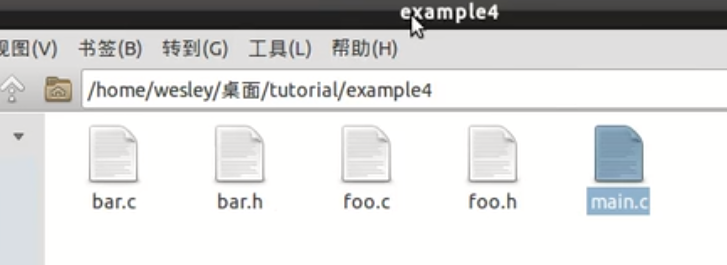 example4
视图(V) 书签(B) 转到(G) 工具(L) 帮助(H)
/home/wesley/桌面/tutorial/example4
bar.c bar.h foo.c foo.h main.c